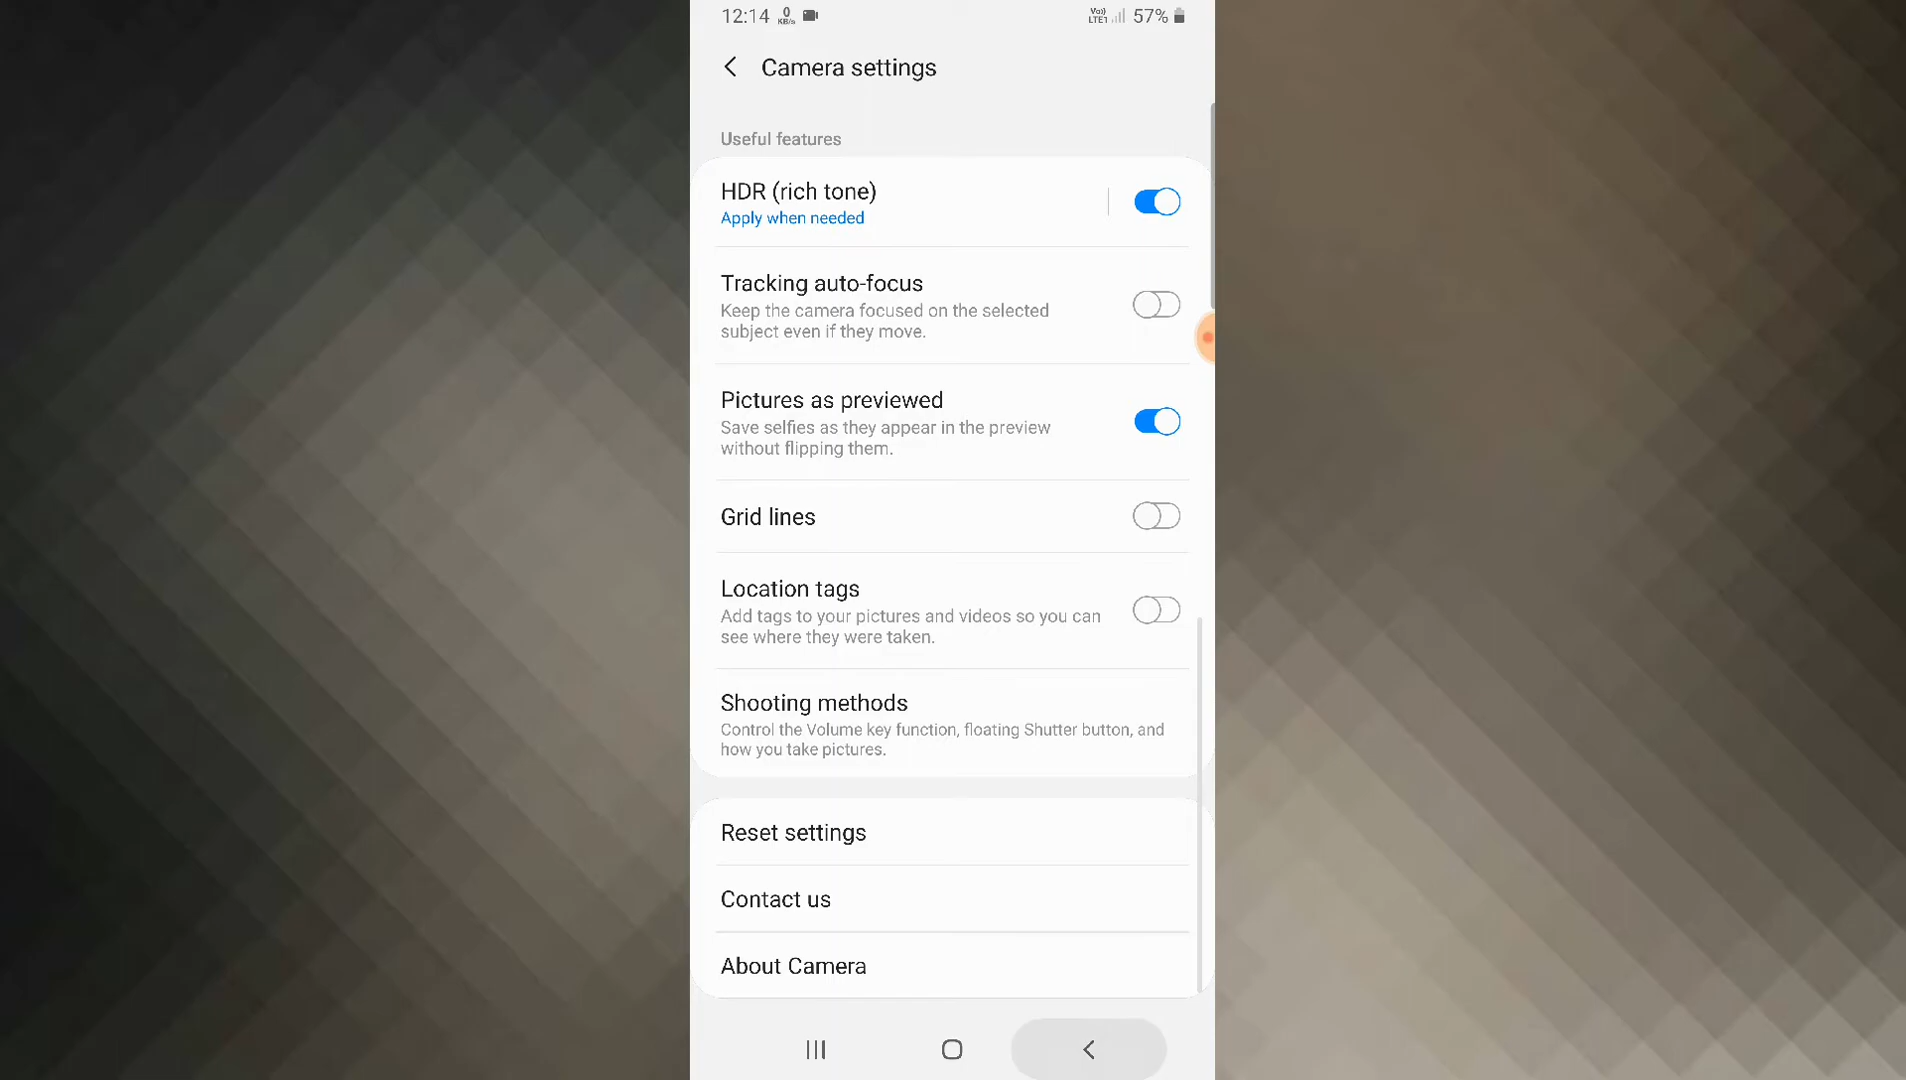 12:14 0 KB/s Vo)) LTE1 57%
Camera settings
Useful features
HDR (rich tone)
Apply when needed
Tracking auto-focus
Keep the camera focused on the selected
subject even if they move.
Pictures as previewed
Save selfies as they appear in the preview
without flipping them.
Grid lines
Location tags
Add tags to your pictures and videos so you can
see where they were taken.
Shooting methods
Control the Volume key function, floating Shutter button, and
how you take pictures.
Reset settings
Contact us
About Camera